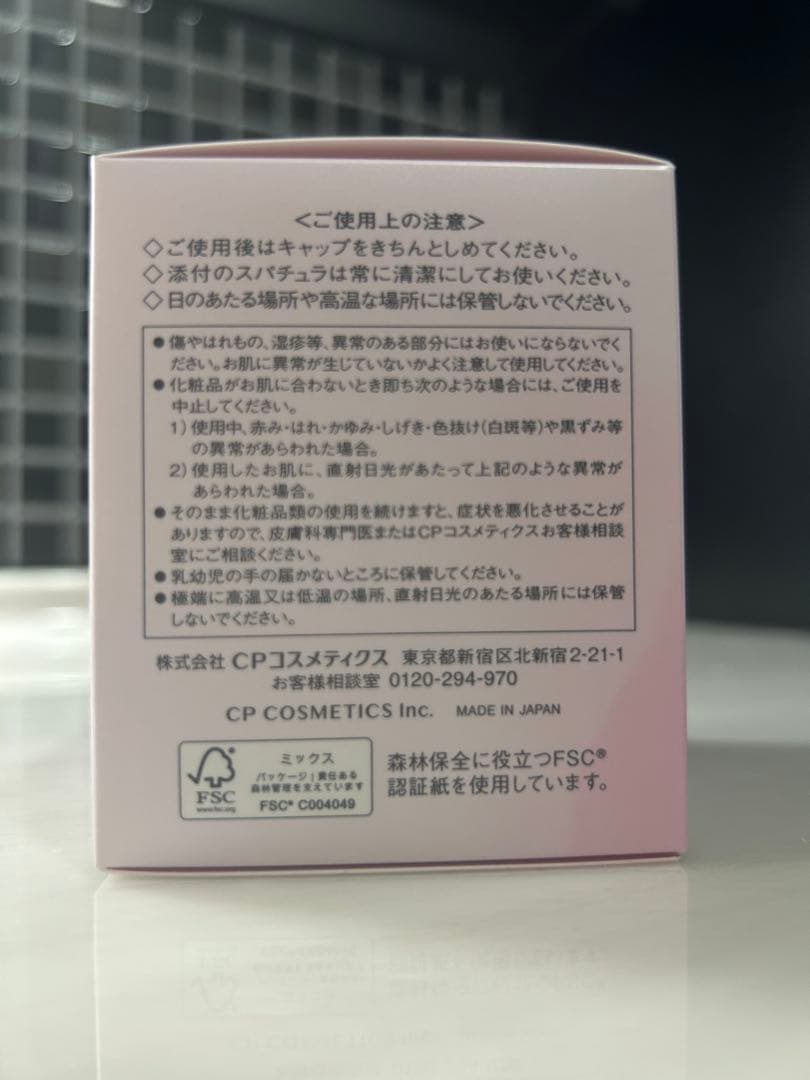 ＜ご使用上の注意＞
◇ご使用後はキャップをきちんとしめてください。
◇添付のスパチュラは常に清潔にしてお使いください。
◇日のあたる場所や高温な場所には保管しないでください。
●傷やはれもの、湿疹等、異常のある部分にはお使いにならないでく
ださい。お肌に異常が生じていないかよく注意して使用してください。
●化粧品がお肌に合わないとき即ち次のような場合には、ご使用を
中止してください。
1）使用中、赤み・はれ・かゆみ・しげき・色抜け（白斑等）や黒ずみ等
の異常があらわれた場合。
2）使用したお肌に、直射日光があたって上記のような異常が
あらわれた場合。
●そのまま化粧品類の使用を続けますと、症状を悪化させることが
ありますので、皮膚科専門医またはCPコスメティクスお客様相談
室にご相談ください。
●乳幼児の手の届かないところに保管してください。
●極端に高温又は低温の場所、直射日光のあたる場所には保管
しないでください。
株式会社 CPコスメティクス 東京都新宿区北新宿2-21-1
お客様相談室 0120-294-970
CP COSMETICS Inc. MADE IN JAPAN
FSC
www.fsc.org
ミックス
パッケージ｜責任ある
森林管理を支えています
FSC® C004049
森林保全に役立つFSC®
認証紙を使用しています。